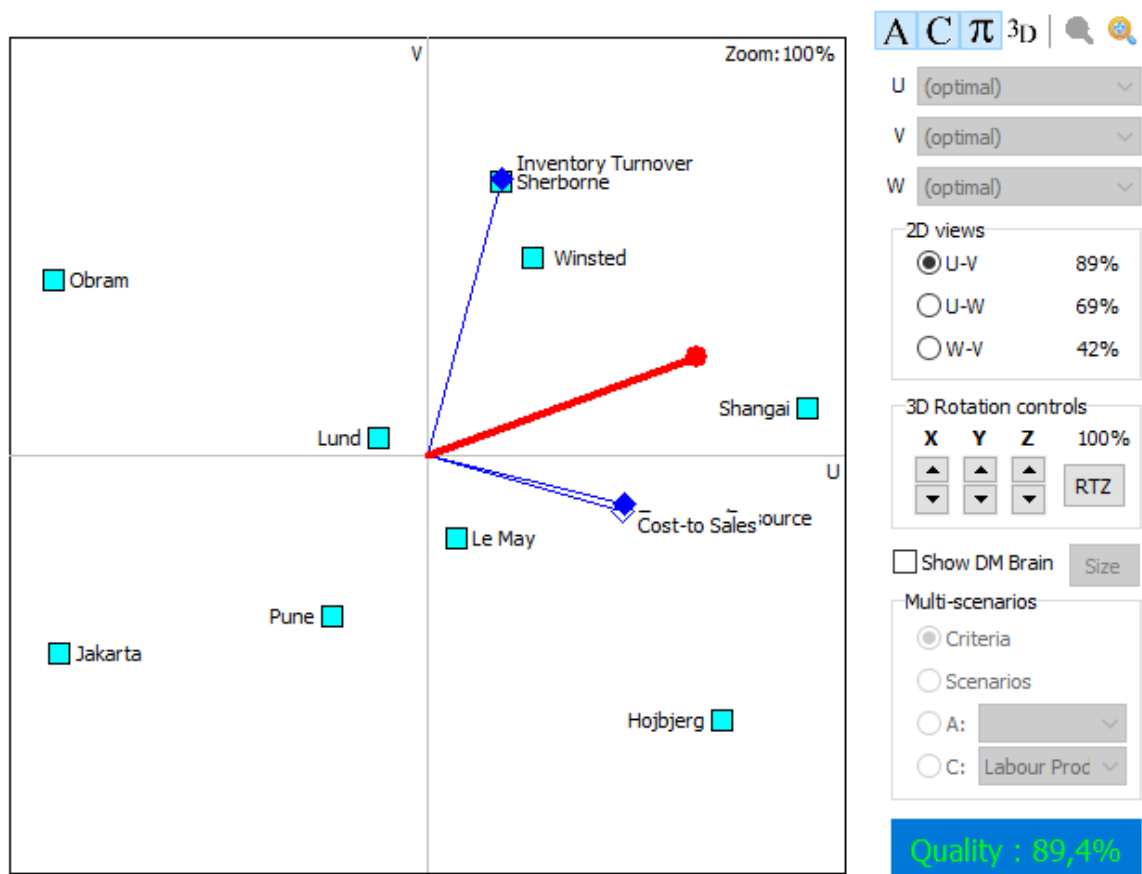 V
Zoom: 100%
Inventory Turnover
Sherborne
Winsted
Obram
Shangai
Lund
U
Cost-to Sales
source
Le May
Pune
Jakarta
Hojbjerg
A C π 3D
U (optimal)
V (optimal)
W (optimal)
2D views
U-V 89%
U-W 69%
W-V 42%
3D Rotation controls
X Y Z 100%
RTZ
Show DM Brain Size
Multi-scenarios
Criteria
Scenarios
A:
C: Labour Prod
Quality : 89,4%